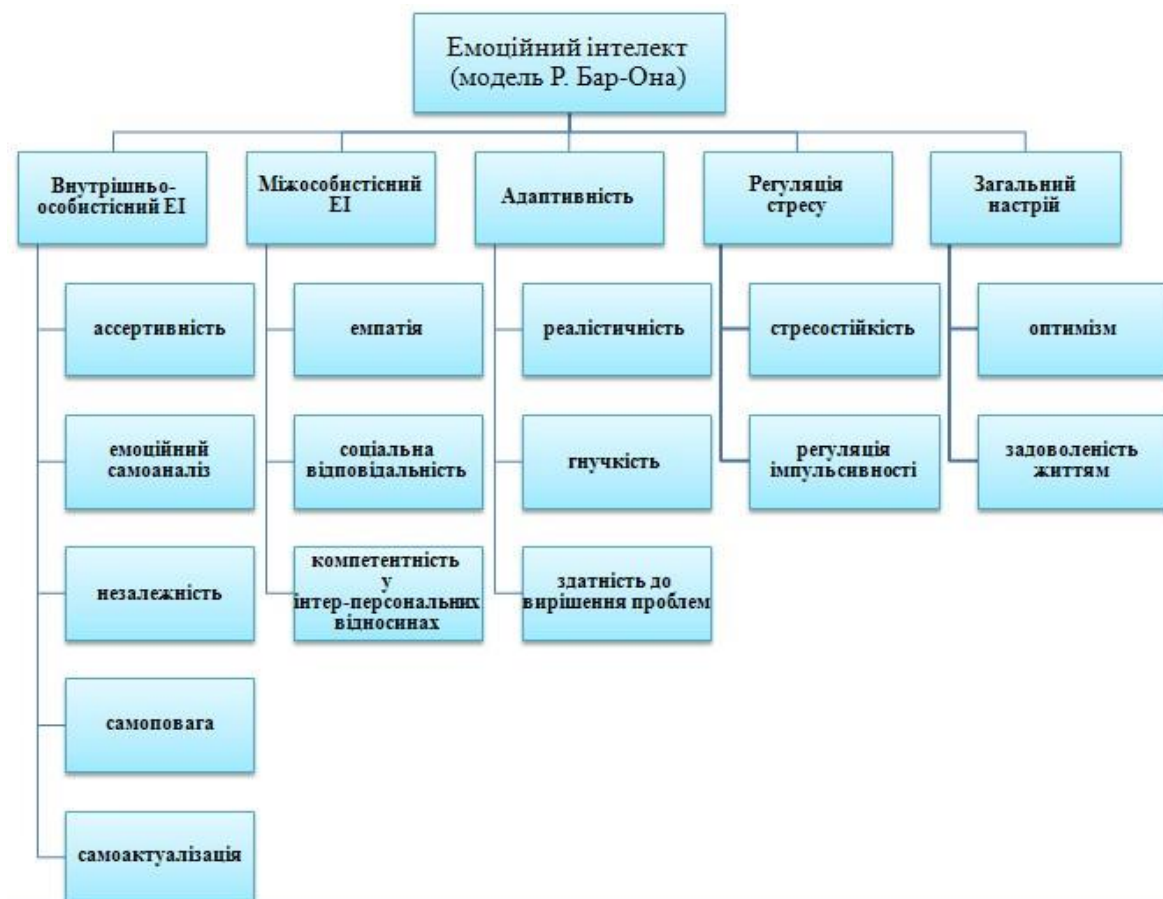 Емоційний інтелект
(модель Р. Бар-Она)
Внутрішньо-
особистісний ЕІ
Міжособистісний
ЕІ
Адаптивність
Регуляція
стресу
Загальний
настрій
ассертивність
емпатія
реалістичність
стресостійкість
оптимізм
емоційний
самоаналіз
соціальна
відповідальність
гнучкість
регуляція
імпульсивності
задоволеність
життям
незалежність
компетентність
у
інтер-персональних
відносинах
здатність до
вирішення проблем
самоповага
самоактуалізація